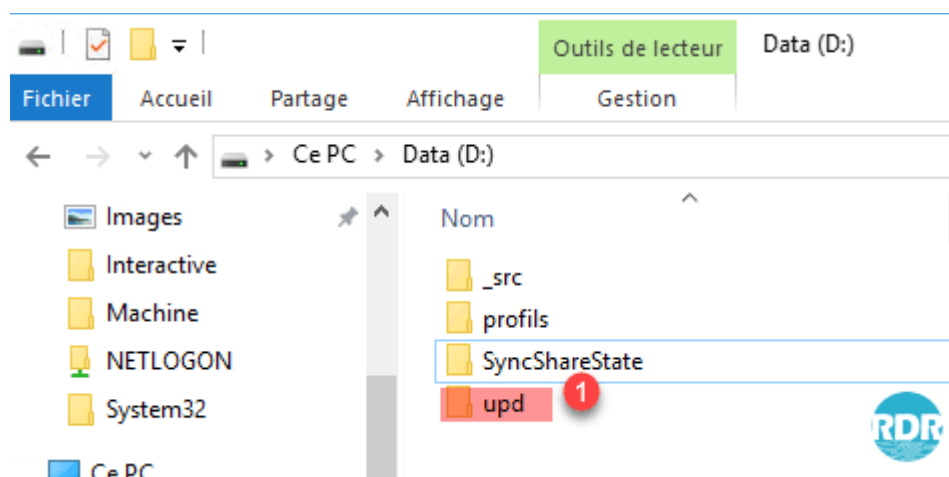 Outils de lecteur Data (D:)
Fichier Accueil Partage Affichage Gestion
Ce PC > Data (D:)
Images
Interactive
Machine
NETLOGON
System32
Ce PC
Nom
_src
profils
SyncShareState
upd 1
RDR